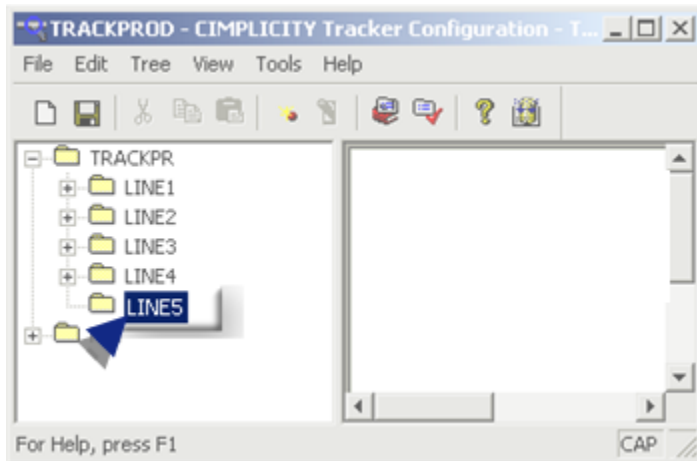 TRACKPROD - CIMPLICITY Tracker Configuration - T...
File Edit Tree View Tools Help
TRACKPR
LINE1
LINE2
LINE3
LINE4
LINE5
For Help, press F1
CAP